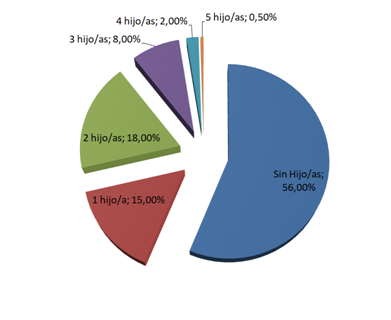 4 hijo/as; 2,00%
5 hijo/as; 0,50%
3 hijo/as; 8,00%
2 hijo/as; 18,00%
Sin Hijo/as;
56,00%
1 hijo/a; 15,00%